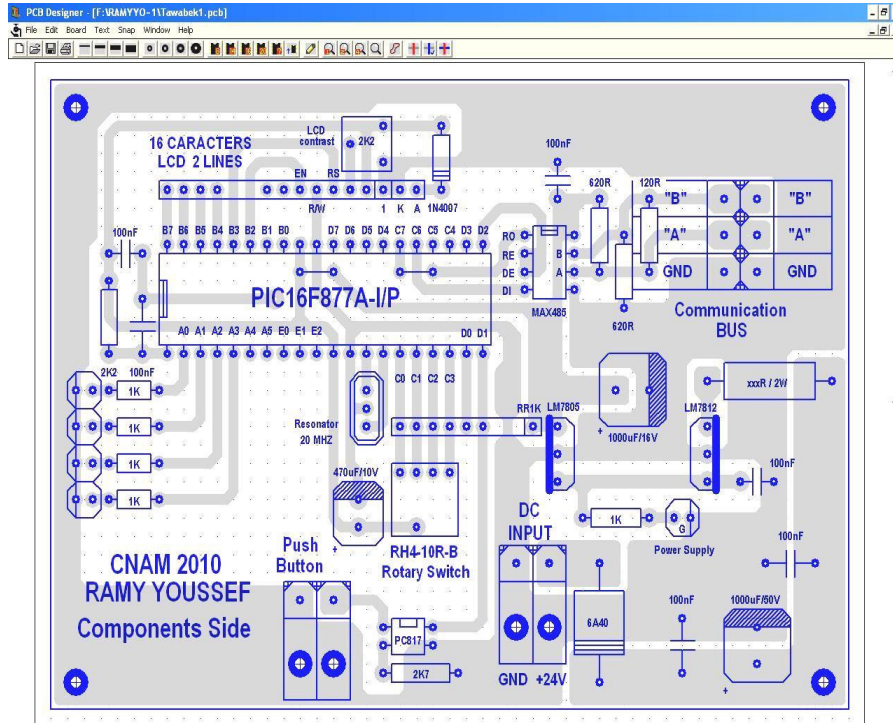 PCB Designer - [F:\RAMYYO-1\Tawabek1.pcb]
File Edit Board Text Snap Window Help
16 CARACTERS
LCD 2 LINES
LCD
contrast
2K2
EN RS
R/W 1 K A 1N4007
100nF
620R 120R
"B" "B"
"A" "A"
GND GND
Communication
BUS
100nF
B7 B6 B5 B4 B3 B2 B1 B0 D7 D6 D5 D4 C7 C6 C5 C4 D3 D2
RO
RE B
DE A
DI
MAX485
620R
PIC16F877A-I/P
A0 A1 A2 A3 A4 A5 E0 E1 E2 D0 D1
2K2 100nF
C0 C1 C2 C3
1K
1K
1K
1K
Resonator
20 MHZ
RR1K LM7805
+
1000uF/16V
LM7812
xxxR / 2W
470uF/10V
+
RH4-10R-B
Rotary Switch
DC
INPUT
1K
G
Power Supply
100nF
100nF
Push
Button
CNAM 2010
RAMY YOUSSEF
Components Side
PC817
2K7
GND +24V
6A40
100nF
1000uF/50V
+